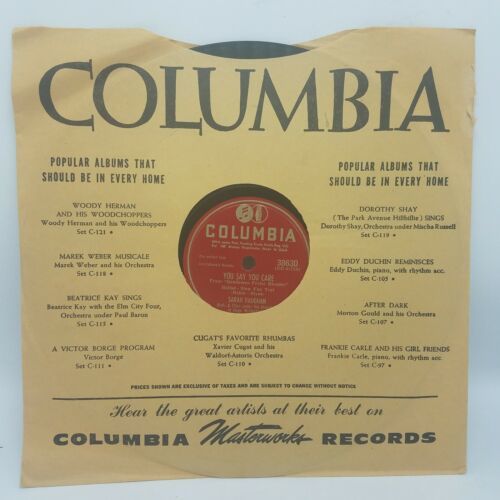 COLUMBIA
POPULAR ALBUMS THAT
SHOULD BE IN EVERY HOME
WOODY HERMAN
AND HIS WOODCHOPPERS
Woody Herman and his Woodchoppers
Set C-121 •
MAREK WEBER MUSICALE
Marek Weber and his Orchestra
Set C-118 •
BEATRICE KAY SINGS
Beatrice Kay with the Elm City Four,
Orchestra under Paul Baron
Set C-115 •
A VICTOR BORGE PROGRAM
Victor Borge
Set C-111 •
COLUMBIA
38630
YOU SAY YOU CARE
SARAH VAUGHAN
CUGAT'S FAVORITE RHUMBAS
Xavier Cugat and his
Waldorf-Astoria Orchestra
Set C-110 •
POPULAR ALBUMS THAT
SHOULD BE IN EVERY HOME
DOROTHY SHAY
(The Park Avenue Hillbillie) SINGS
Dorothy Shay, Orchestra under Mischa Russell
Set C-119 •
EDDY DUCHIN REMINISCES
Eddy Duchin, piano, with rhythm acc.
Set C-105 •
AFTER DARK
Morton Gould and his Orchestra
Set C-107 •
FRANKIE CARLE AND HIS GIRL FRIENDS
Frankie Carle, piano, with rhythm acc.
Set C-97 •
PRICES SHOWN ARE EXCLUSIVE OF TAXES AND ARE SUBJECT TO CHANGE WITHOUT NOTICE
Hear the great artists at their best on
COLUMBIA Masterworks RECORDS